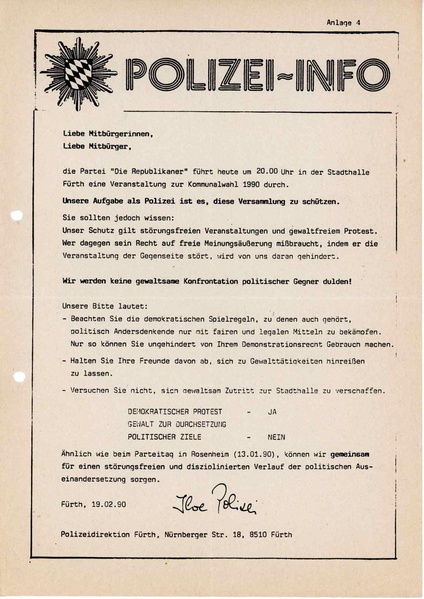 Anlage 4
POLIZEI~INFO
Liebe Mitbürgerinnen,
Liebe Mitbürger,
die Partei "Die Republikaner" führt heute um 20.00 Uhr in der Stadthalle
Fürth eine Veranstaltung zur Kommunalwahl 1990 durch.
Unsere Aufgabe als Polizei ist es, diese Versammlung zu schützen.
Sie sollten jedoch wissen:
Unser Schutz gilt störungsfreien Veranstaltungen und gewaltfreiem Protest.
Wer dagegen sein Recht auf freie Meinungsäußerung mißbraucht, indem er die
Veranstaltung der Gegenseite stört, wird von uns daran gehindert.
Wir werden keine gewaltsame Konfrontation politischer Gegner dulden!
Unsere Bitte lautet:
- Beachten Sie die demokratischen Spielregeln, zu denen auch gehört,
politisch Andersdenkende nur mit fairen und legalen Mitteln zu bekämpfen.
Nur so können Sie ungehindert von Ihrem Demonstrationsrecht Gebrauch machen.
- Halten Sie Ihre Freunde davon ab, sich zu Gewalttätigkeiten hinreißen
zu lassen.
- Versuchen Sie nicht, sich gewaltsam Zutritt zur Stadthalle zu verschaffen.
DEMOKRATISCHER PROTEST - JA
GEWALT ZUR DURCHSETZUNG
POLITISCHER ZIELE - NEIN
Ähnlich wie beim Parteitag in Rosenheim (13.01.90), können wir gemeinsam
für einen störungsfreien und disziplinierten Verlauf der politischen Aus-
einandersetzung sorgen.
Fürth, 19.02.90 Ihre Polizei
Polizeidirektion Fürth, Nürnberger Str. 18, 8510 Fürth